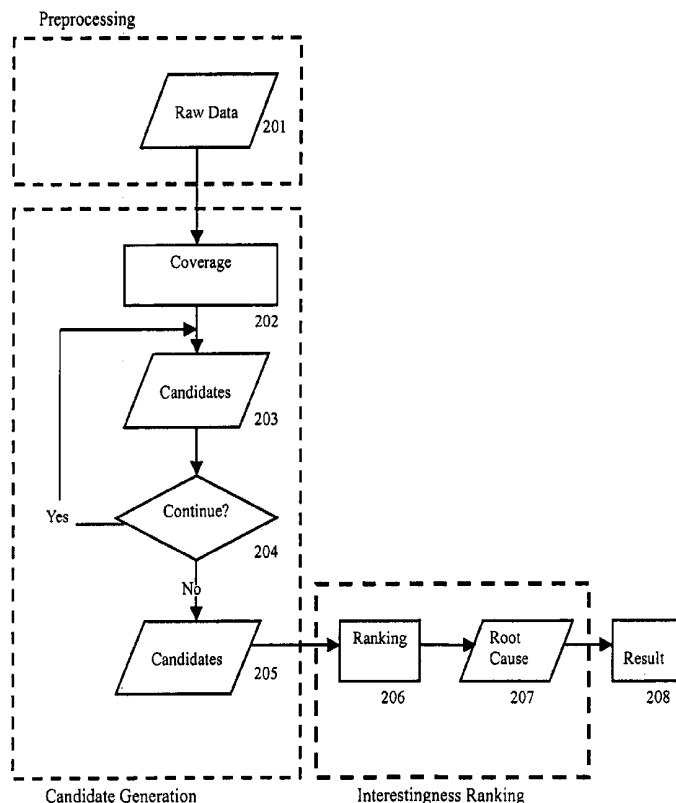 Preprocessing
Raw Data
201
Coverage
202
Candidates
203
Continue?
Yes
204
No
Candidates
205
Ranking
206
Root
Cause
207
Result
208
Candidate Generation
Interestingness Ranking